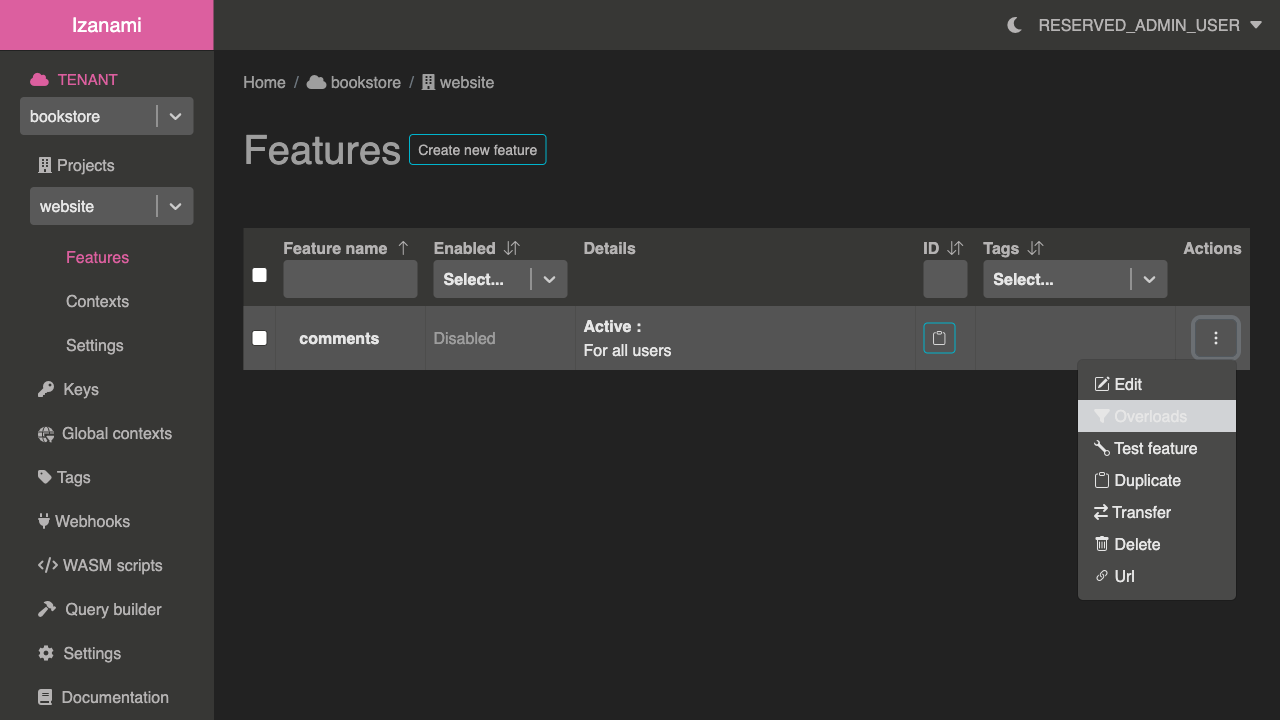 Izanami
RESERVED_ADMIN_USER
TENANT
bookstore
Projects
website
Features
Contexts
Settings
Keys
Global contexts
Tags
Webhooks
WASM scripts
Query builder
Settings
Documentation
Home / bookstore / website
Features Create new feature
Feature name Enabled Details ID Tags Actions
Select... Select...
comments Disabled Active :
For all users
Edit
Overloads
Test feature
Duplicate
Transfer
Delete
Url